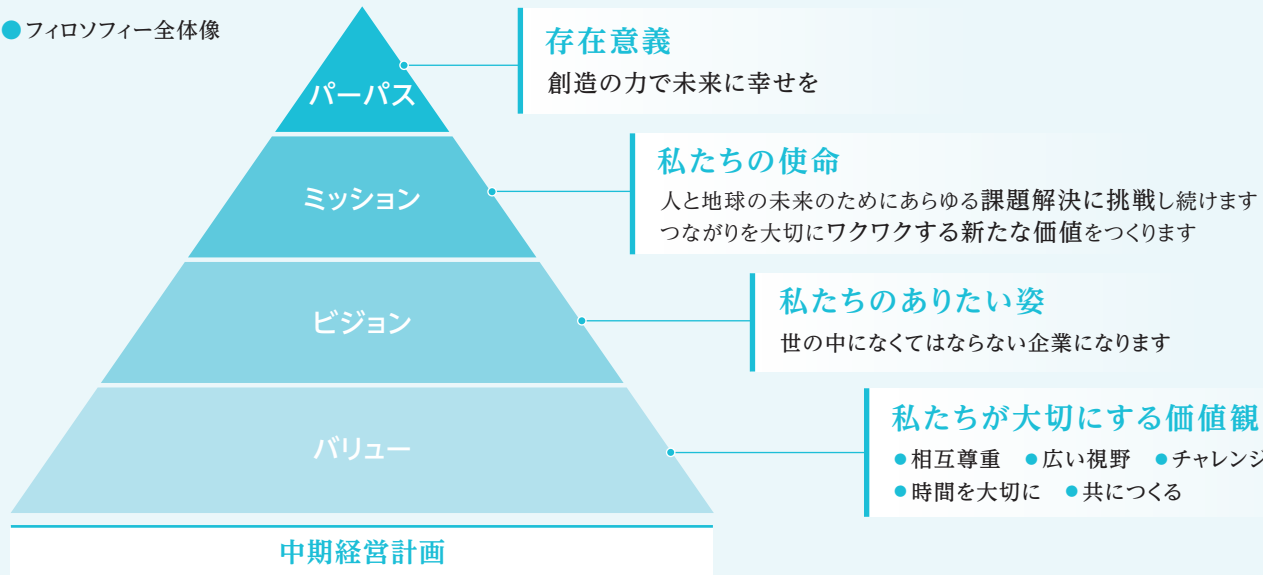 ●フィロソフィー全体像
パーパス
存在意義
創造の力で未来に幸せを
ミッション
私たちの使命
人と地球の未来のためにあらゆる課題解決に挑戦し続けます
つながりを大切にワクワクする新たな価値をつくります
ビジョン
私たちのありたい姿
世の中になくてはならない企業になります
バリュー
私たちが大切にする価値観
●相互尊重 ●広い視野 ●チャレンジ
●時間を大切に ●共につくる
中期経営計画